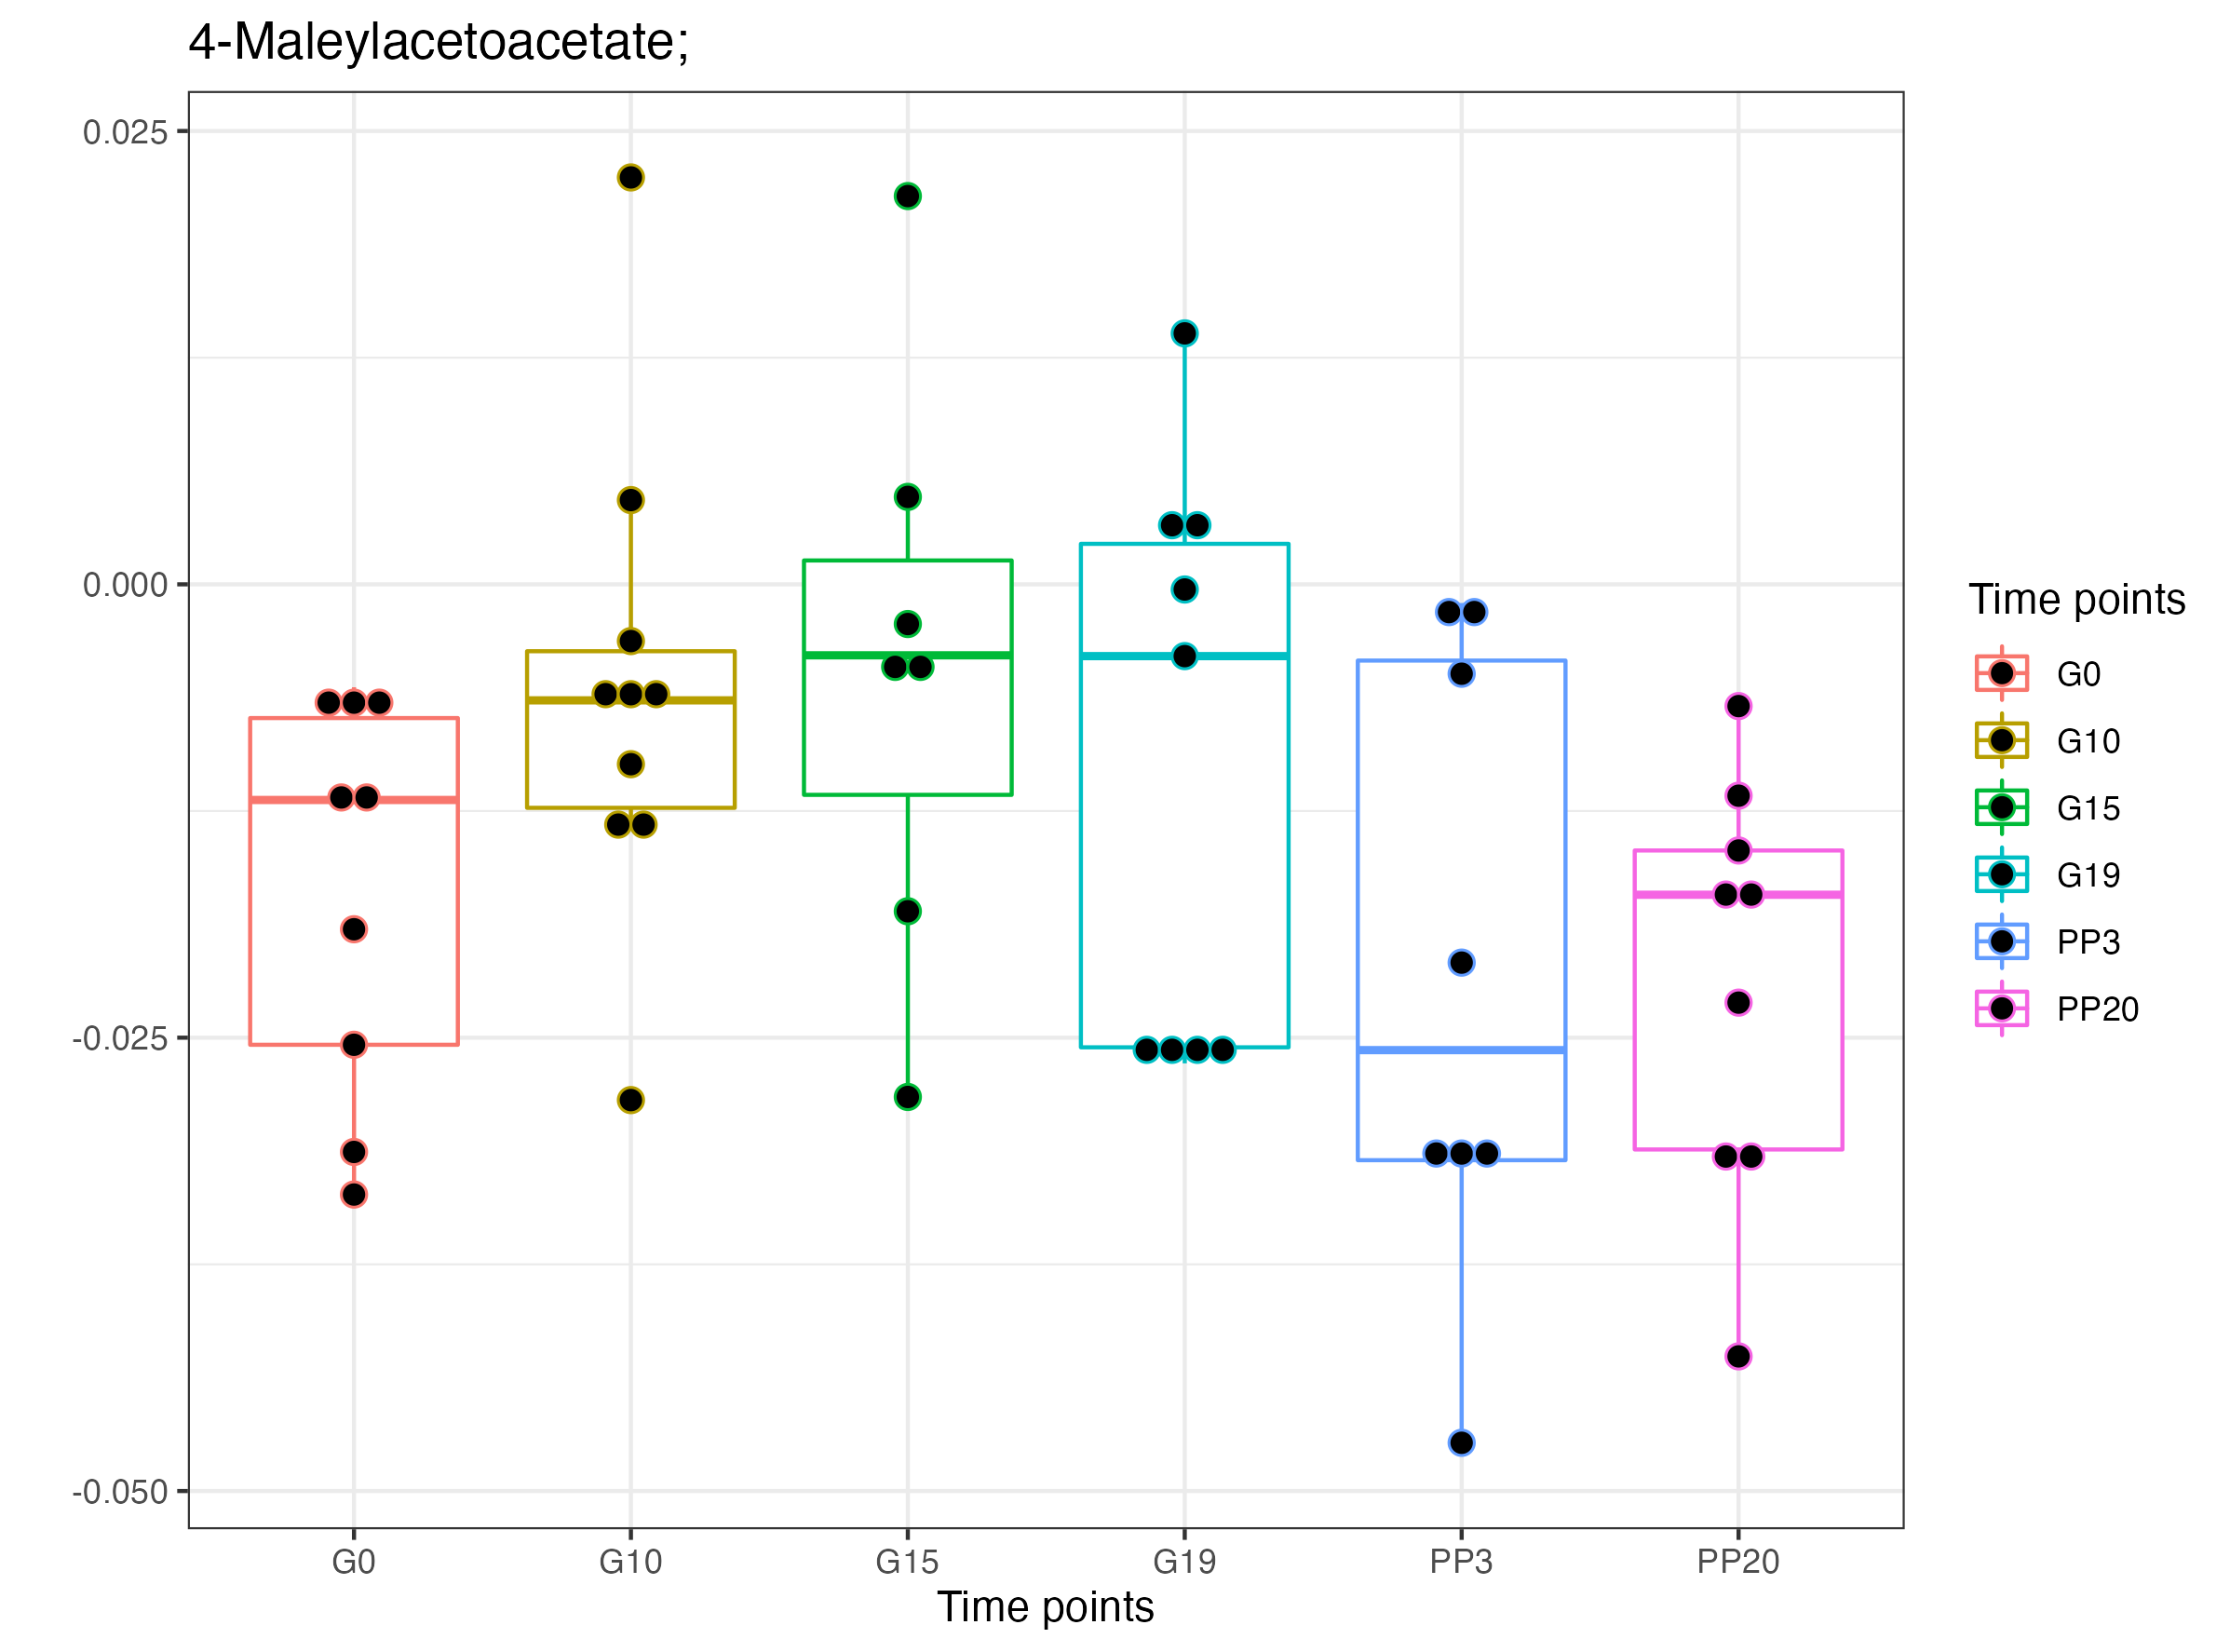 4-Maleylacetoacetate;
0.025
0.000
-0.025
-0.050
G0 G10 G15 G19 PP3 PP20
Time points
Time points
G0
G10
G15
G19
PP3
PP20